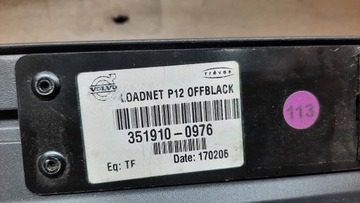 VOLVO
trèves
LOADNET P12 OFFBLACK
351910-0976
Eq: TF
Date: 170206
113